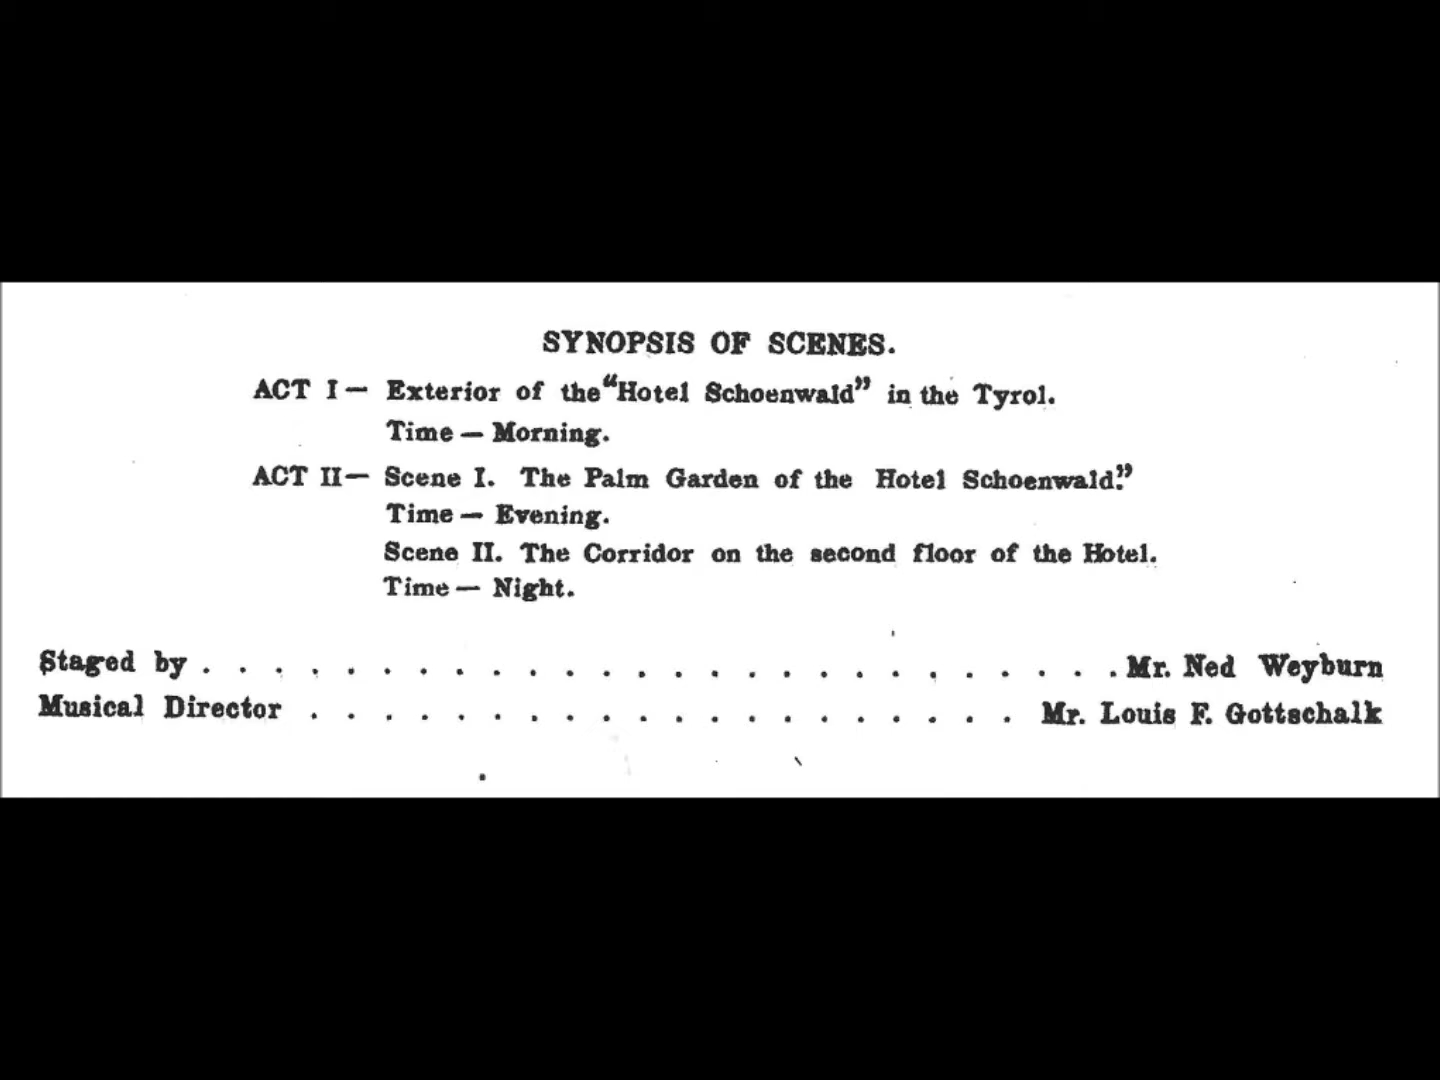 SYNOPSIS OF SCENES.
ACT I — Exterior of the "Hotel Schoenwald" in the Tyrol.
Time — Morning.
ACT II — Scene I. The Palm Garden of the Hotel Schoenwald."
Time — Evening.
Scene II. The Corridor on the second floor of the Hotel.
Time — Night.
Staged by . . . . . . . . . . . . . . . . . . . . . . . . . . Mr. Ned Weyburn
Musical Director . . . . . . . . . . . . . . . . . . . . Mr. Louis F. Gottschalk